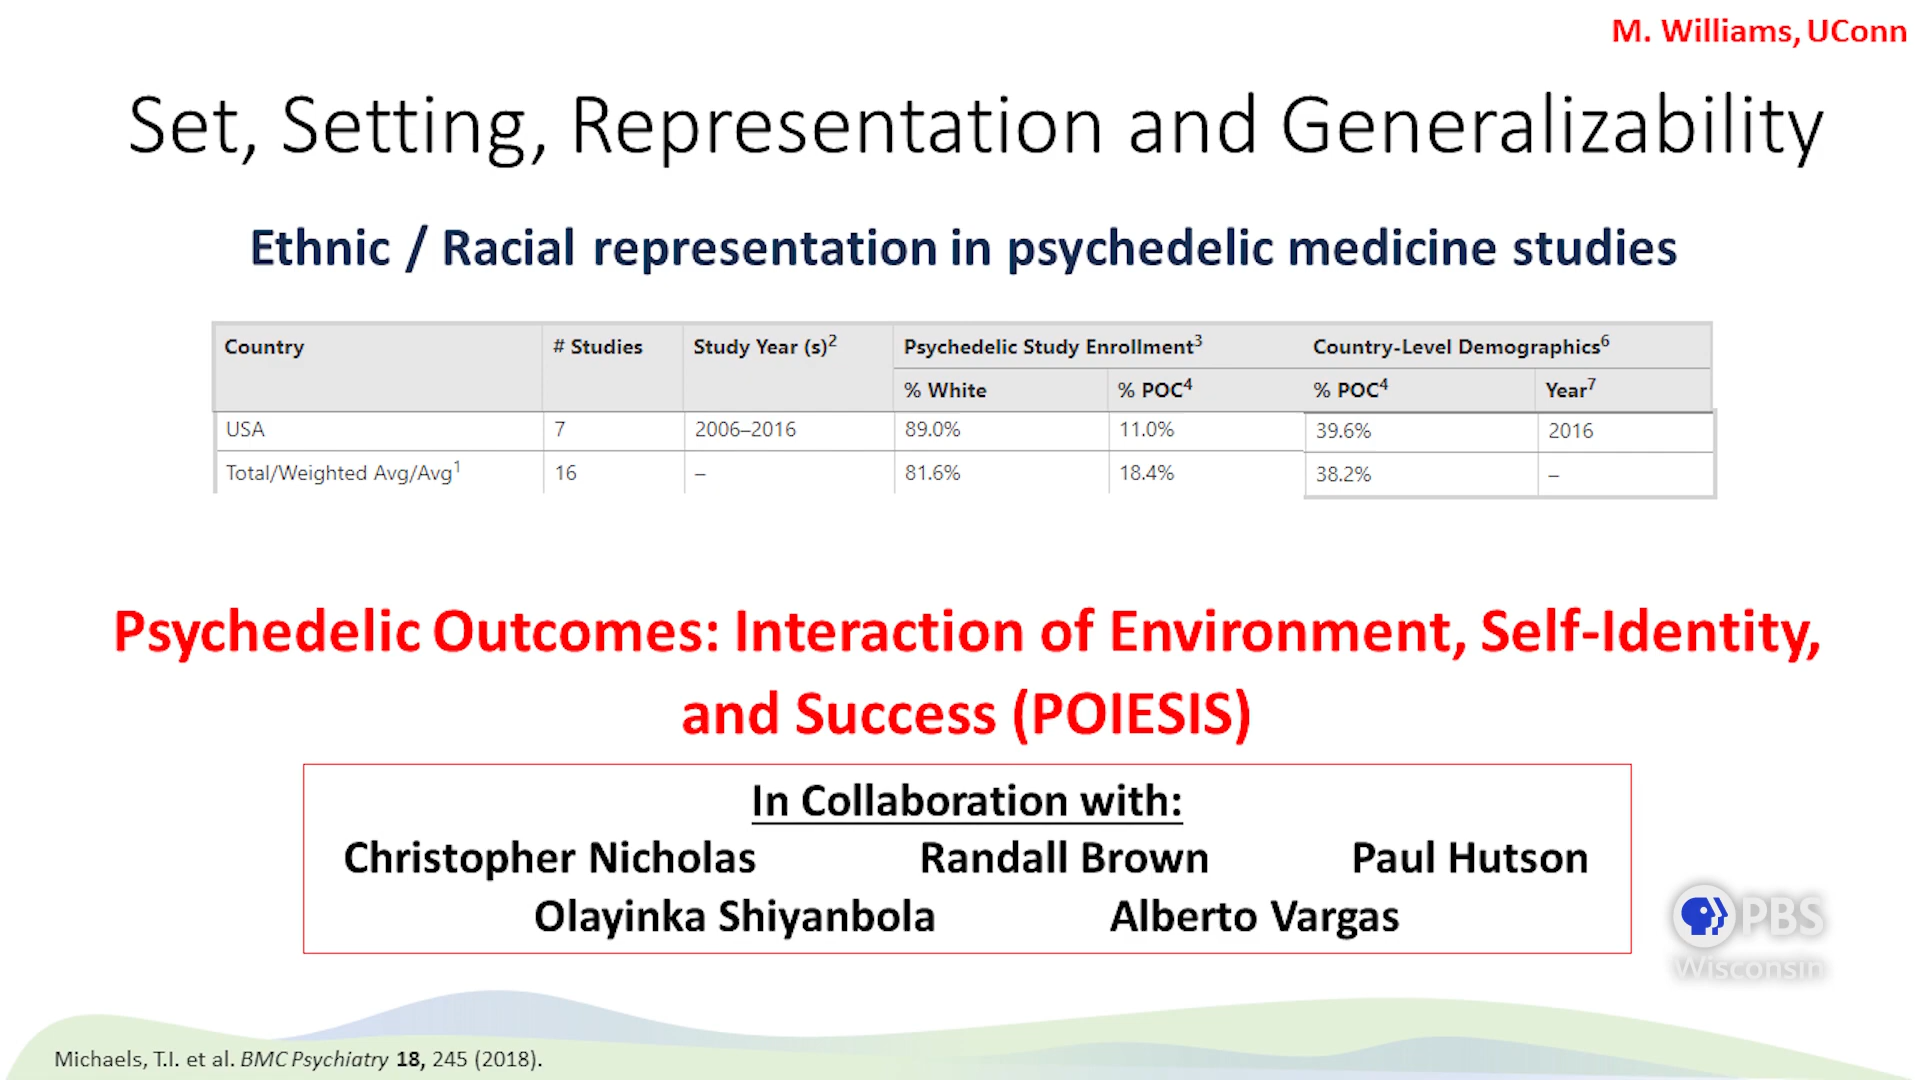 M. Williams, UConn
Set, Setting, Representation and Generalizability
Ethnic / Racial representation in psychedelic medicine studies
Country # Studies Study Year (s)2 Psychedelic Study Enrollment3 Country-Level Demographics6
% White % POC4 % POC4 Year7
USA 7 2006–2016 89.0% 11.0% 39.6% 2016
Total/Weighted Avg/Avg1 16 – 81.6% 18.4% 38.2% –
Psychedelic Outcomes: Interaction of Environment, Self-Identity,
and Success (POIESIS)
In Collaboration with:
Christopher Nicholas Randall Brown Paul Hutson
Olayinka Shiyanbola Alberto Vargas
PBS
Wisconsin
Michaels, T.I. et al. BMC Psychiatry 18, 245 (2018).